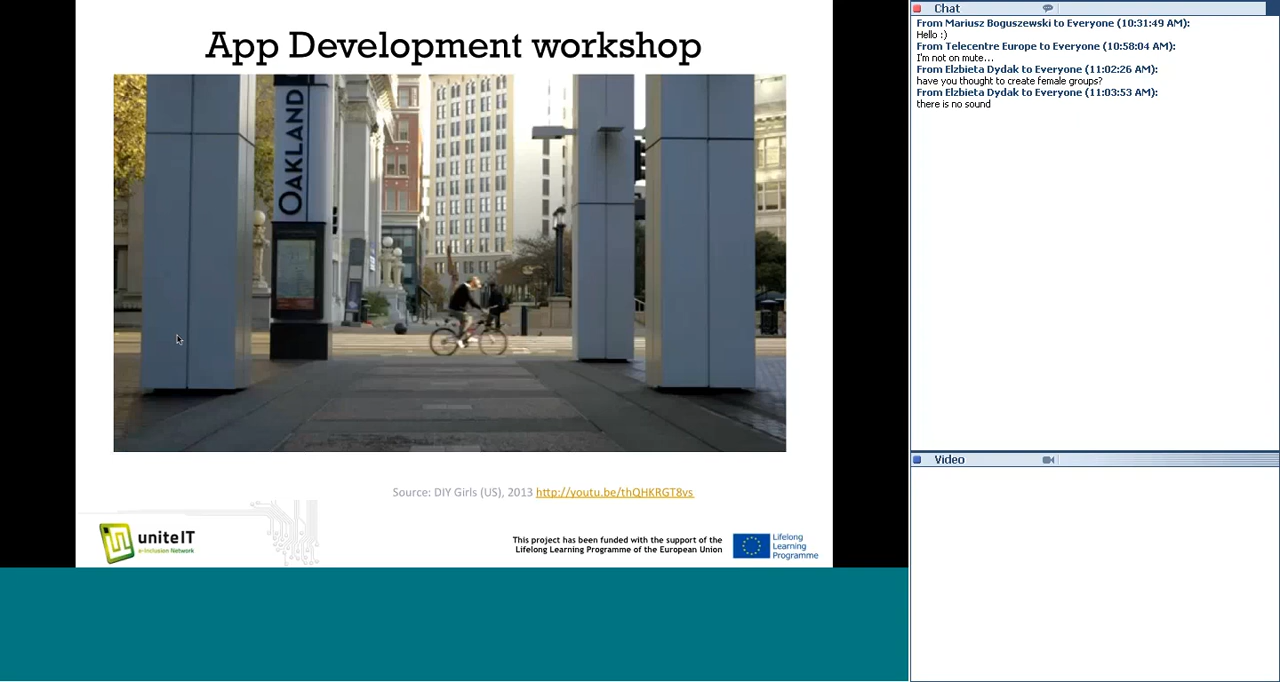 App Development workshop
OAKLAND
Source: DIY Girls (US), 2013 http://youtu.be/thQHKRGT8vs
uniteIT
e-Inclusion Network
This project has been funded with the support of the
Lifelong Learning Programme of the European Union
Lifelong
Learning
Programme
Chat
From Mariusz Boguszewski to Everyone (10:31:49 AM):
Hello :)
From Telecentre Europe to Everyone (10:58:04 AM):
I'm not on mute...
From Elzbieta Dydak to Everyone (11:02:26 AM):
have you thought to create female groups?
From Elzbieta Dydak to Everyone (11:03:53 AM):
there is no sound
Video